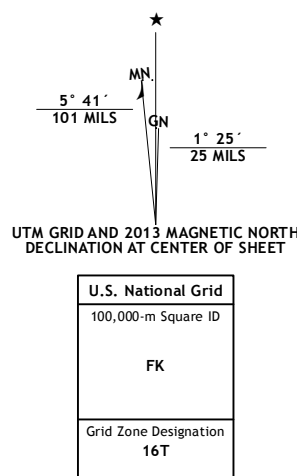 ★
MN.
5° 41´
101 MILS
GN
1° 25´
25 MILS
UTM GRID AND 2013 MAGNETIC NORTH
DECLINATION AT CENTER OF SHEET
U.S. National Grid
100,000-m Square ID
FK
Grid Zone Designation
16T